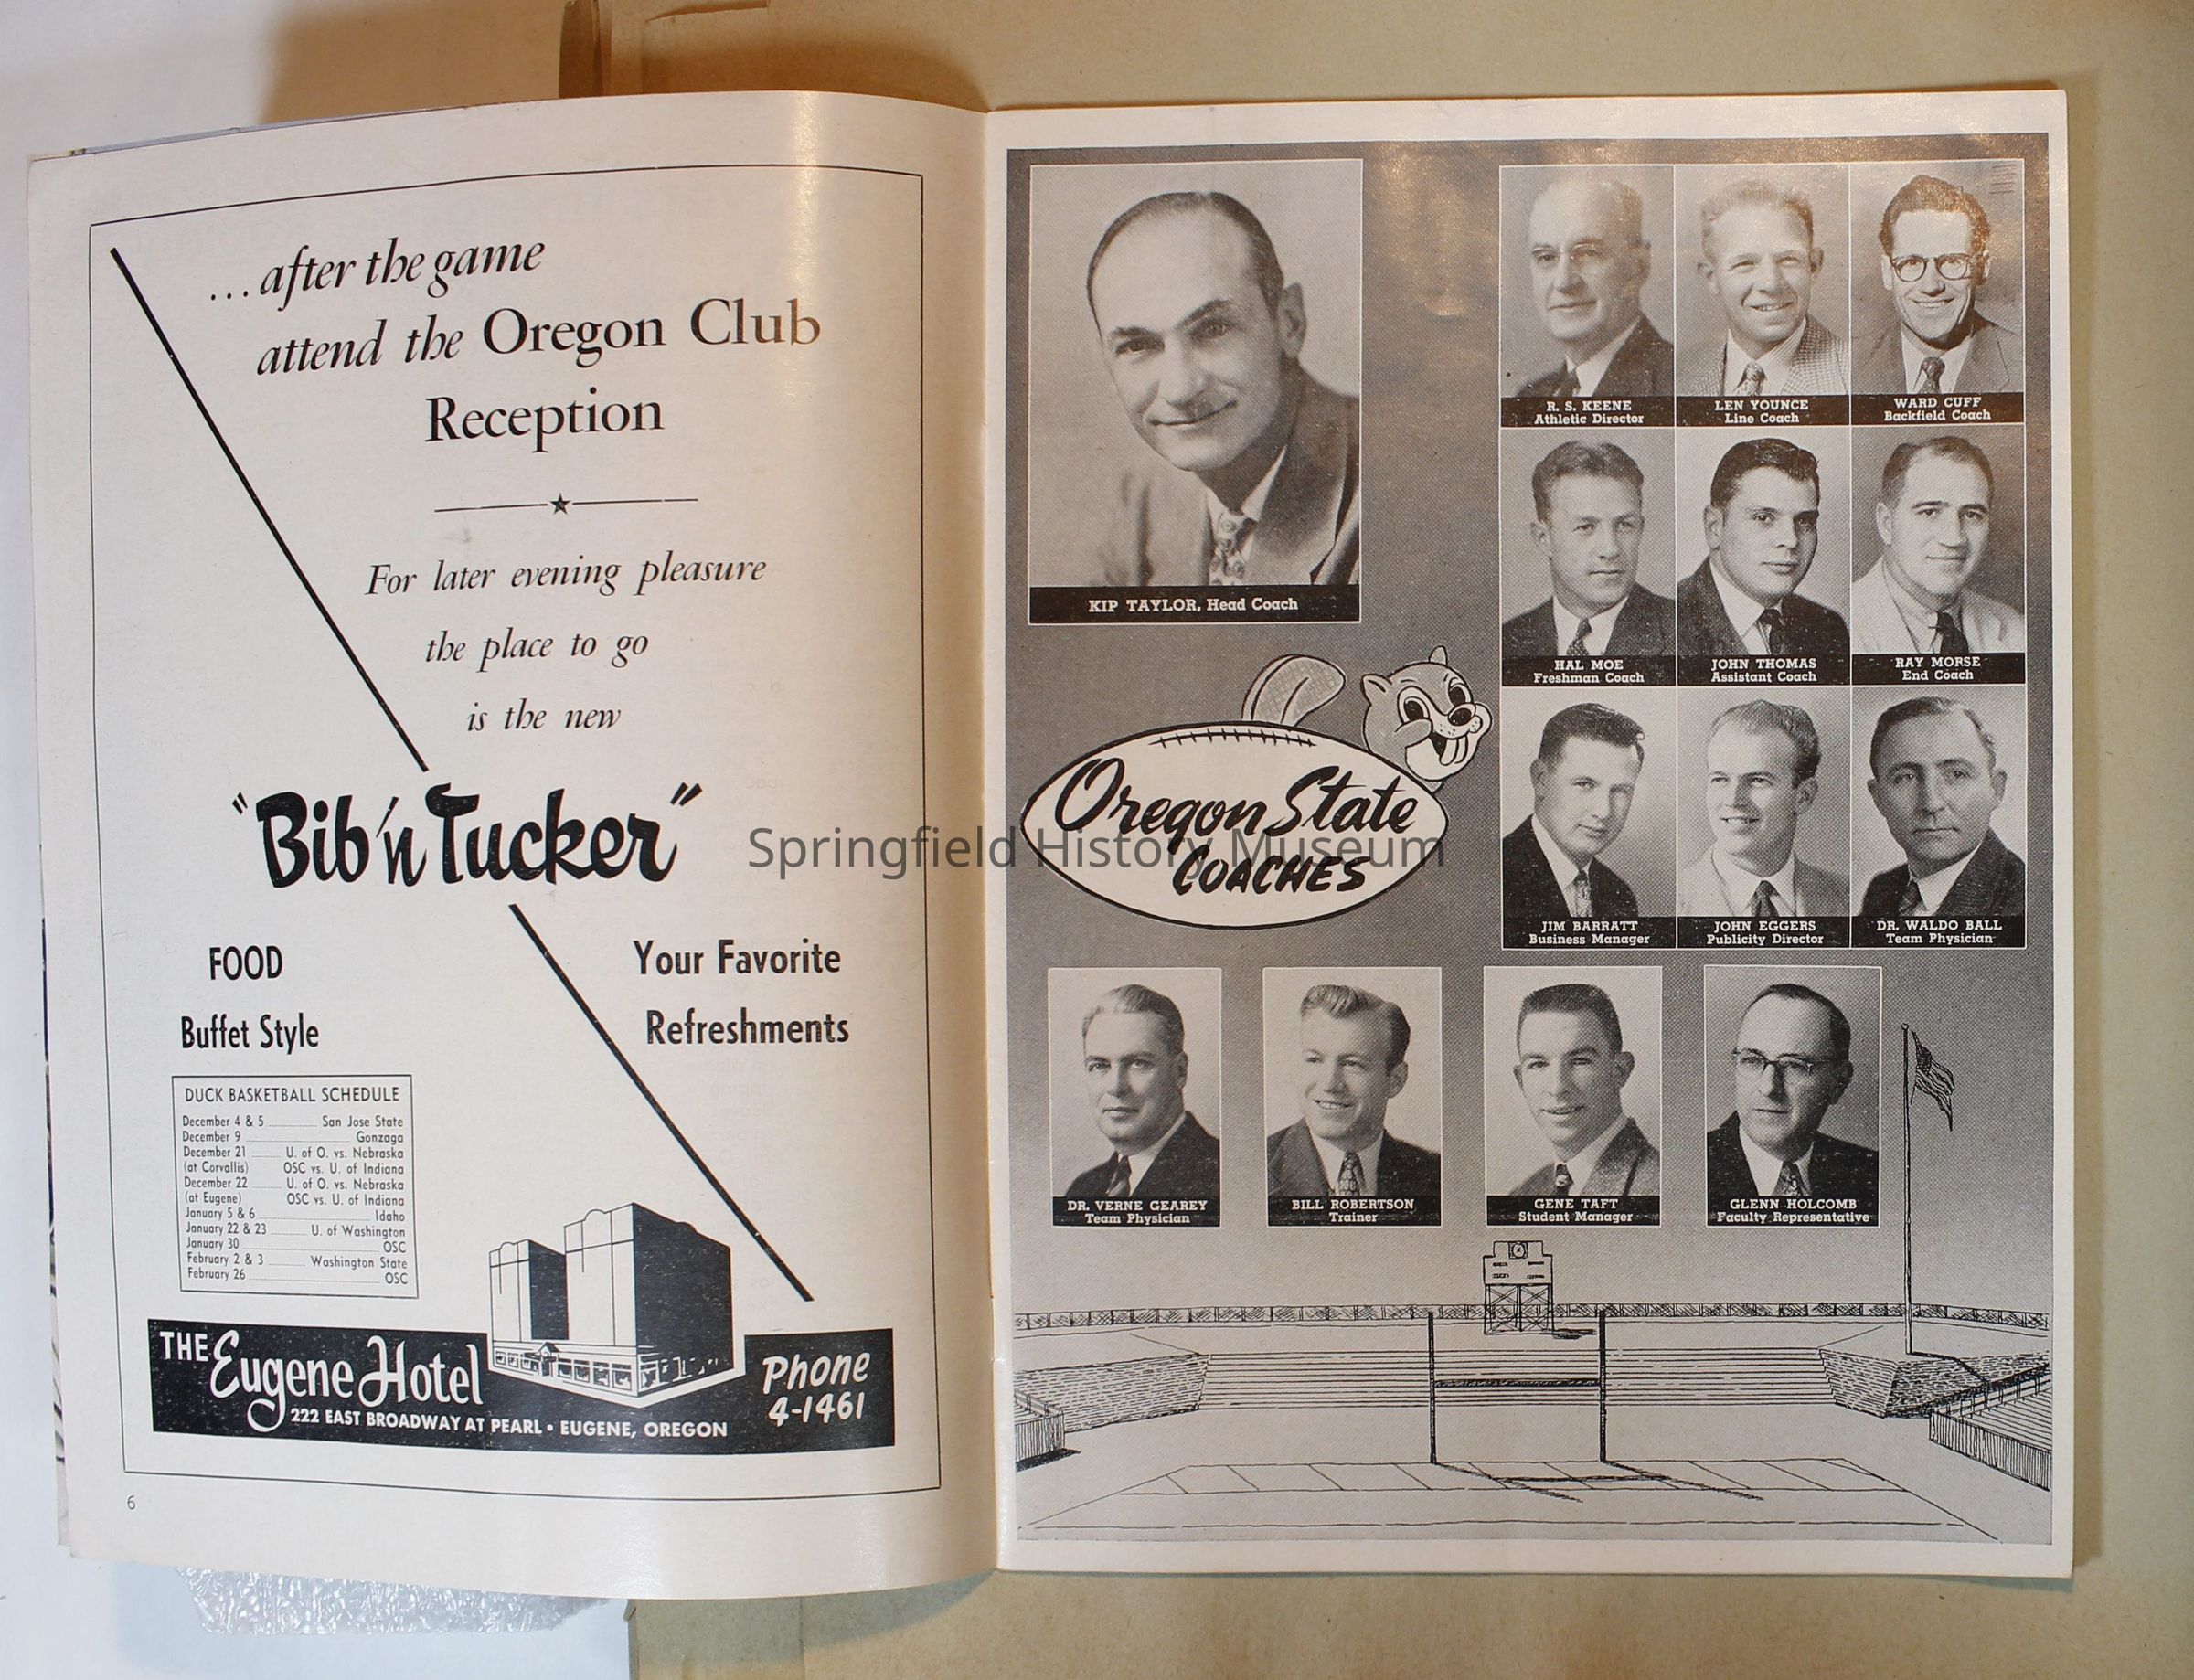 ...after the game
attend the Oregon Club
Reception
For later evening pleasure
the place to go
is the new
"Bib 'n Tucker"
FOOD
Buffet Style
Your Favorite
Refreshments
DUCK BASKETBALL SCHEDULE
December 4 & 5 San Jose State
December 9 Gonzaga
December 21 U. of O. vs. Nebraska
(at Corvallis) OSC vs. U. of Indiana
December 22 U. of O. vs. Nebraska
(at Eugene) OSC vs. U. of Indiana
January 5 & 6 Idaho
January 22 & 23 U. of Washington
January 30 OSC
February 2 & 3 Washington State
February 26 OSC
THE Eugene Hotel
222 EAST BROADWAY AT PEARL • EUGENE, OREGON
Phone
4-1461
6
KIP TAYLOR, Head Coach
R. S. KEENE
Athletic Director
LEN YOUNCE
Line Coach
WARD CUFF
Backfield Coach
HAL MOE
Freshman Coach
JOHN THOMAS
Assistant Coach
RAY MORSE
End Coach
Oregon State
COACHES
JIM BARRATT
Business Manager
JOHN EGGERS
Publicity Director
DR. WALDO BALL
Team Physician
DR. VERNE GEAREY
Team Physician
BILL ROBERTSON
Trainer
GENE TAFT
Student Manager
GLENN HOLCOMB
Faculty Representative
Springfield History Museum